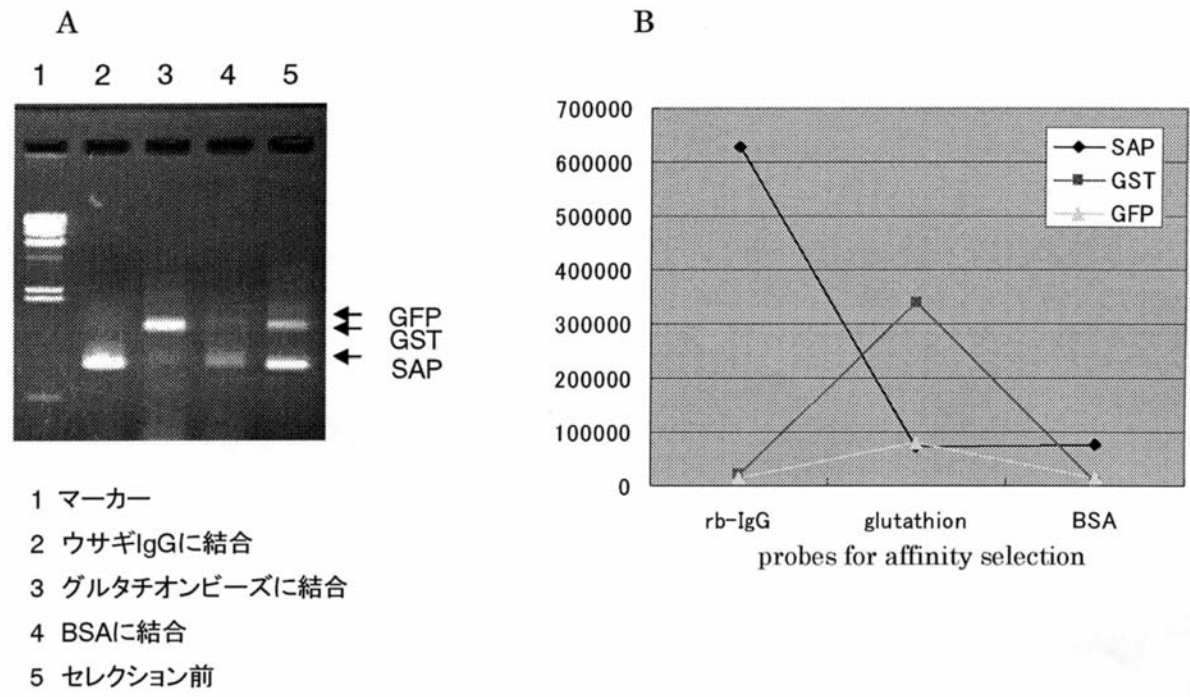 A
1 2 3 4 5
GFP
GST
SAP
1 マーカー
2 ウサギIgGに結合
3 グルタチオンビーズに結合
4 BSAに結合
5 セレクション前
B
700000
600000
500000
400000
300000
200000
100000
0
SAP
GST
GFP
rb-IgG glutathion BSA
probes for affinity selection